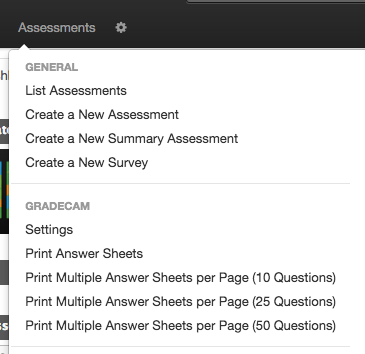 Assessments
GENERAL
List Assessments
Create a New Assessment
Create a New Summary Assessment
Create a New Survey
GRADECAM
Settings
Print Answer Sheets
Print Multiple Answer Sheets per Page (10 Questions)
Print Multiple Answer Sheets per Page (25 Questions)
Print Multiple Answer Sheets per Page (50 Questions)